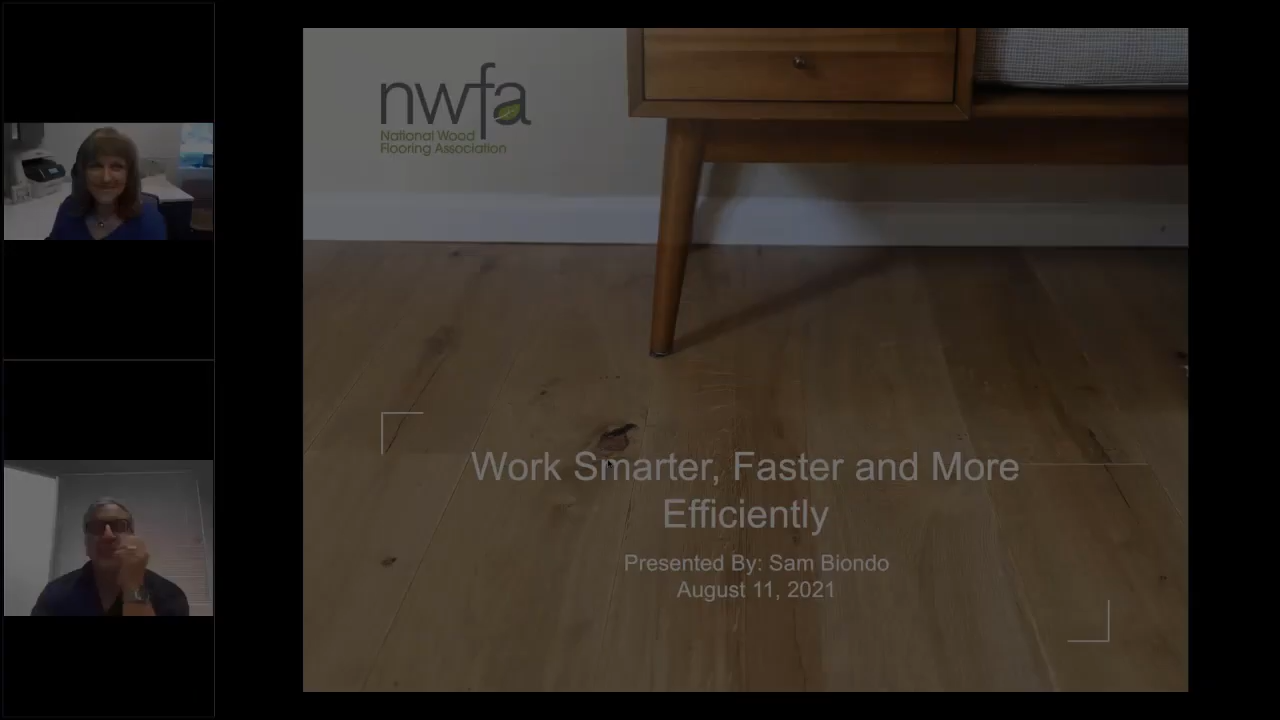 nwfa
National Wood
Flooring Association
Work Smarter, Faster and More
Efficiently
Presented By: Sam Biondo
August 11, 2021